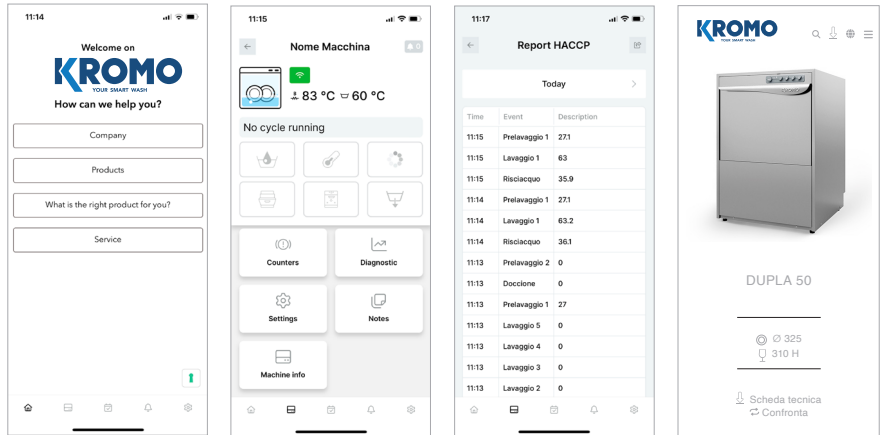 11:14
Welcome on
KROMO
YOUR SMART WASH
How can we help you?
Company
Products
What is the right product for you?
Service
11:15
Nome Macchina
0
83 °C 60 °C
No cycle running
Counters
Diagnostic
Settings
Notes
Machine info
11:17
Report HACCP
Today
Time Event Description
11:15 Prelavaggio 1 27.1
11:15 Lavaggio 1 63
11:15 Risciacquo 35.9
11:14 Prelavaggio 1 27.1
11:14 Lavaggio 1 63.2
11:14 Risciacquo 36.1
11:13 Prelavaggio 2 0
11:13 Doccione 0
11:13 Prelavaggio 1 27
11:13 Lavaggio 5 0
11:13 Lavaggio 4 0
11:13 Lavaggio 3 0
11:13 Lavaggio 2 0
KROMO
YOUR SMART WASH
DUPLA 50
Ø 325
310 H
Scheda tecnica
Confronta